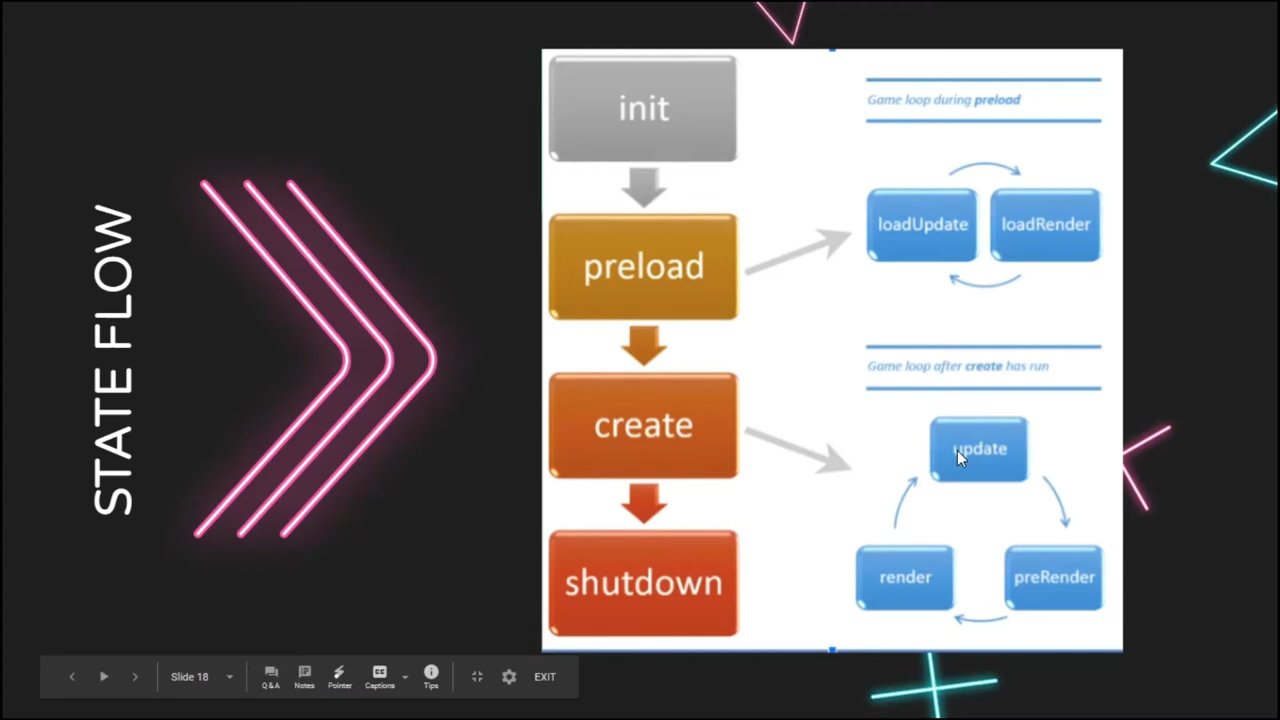 STATE FLOW
init
preload
create
shutdown
Game loop during preload
loadUpdate
loadRender
Game loop after create has run
update
render
preRender
Slide 18
Q&A
Notes
Pointer
Captions
Tips
EXIT